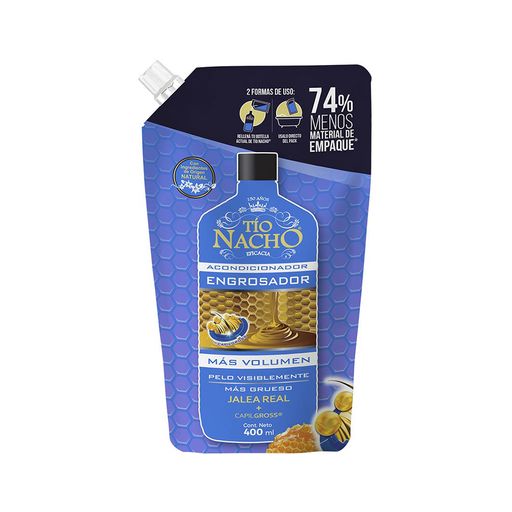 2 FORMAS DE USO:
RELLENA TU BOTELLA
ACTUAL DE TÍO NACHO®
ÚSALO DIRECTO
DEL PACK
74%
MENOS
MATERIAL DE
EMPAQUE*
Con
Ingredientes
de Origen
NATURAL
150 AÑOS
TÍO
NACHO
EFICACIA
ACONDICIONADOR
ENGROSADOR
MÁS VOLUMEN
PELO VISIBLEMENTE
MÁS GRUESO
JALEA REAL
+
CAPILGROSS®
Cont. Neto
400 ml